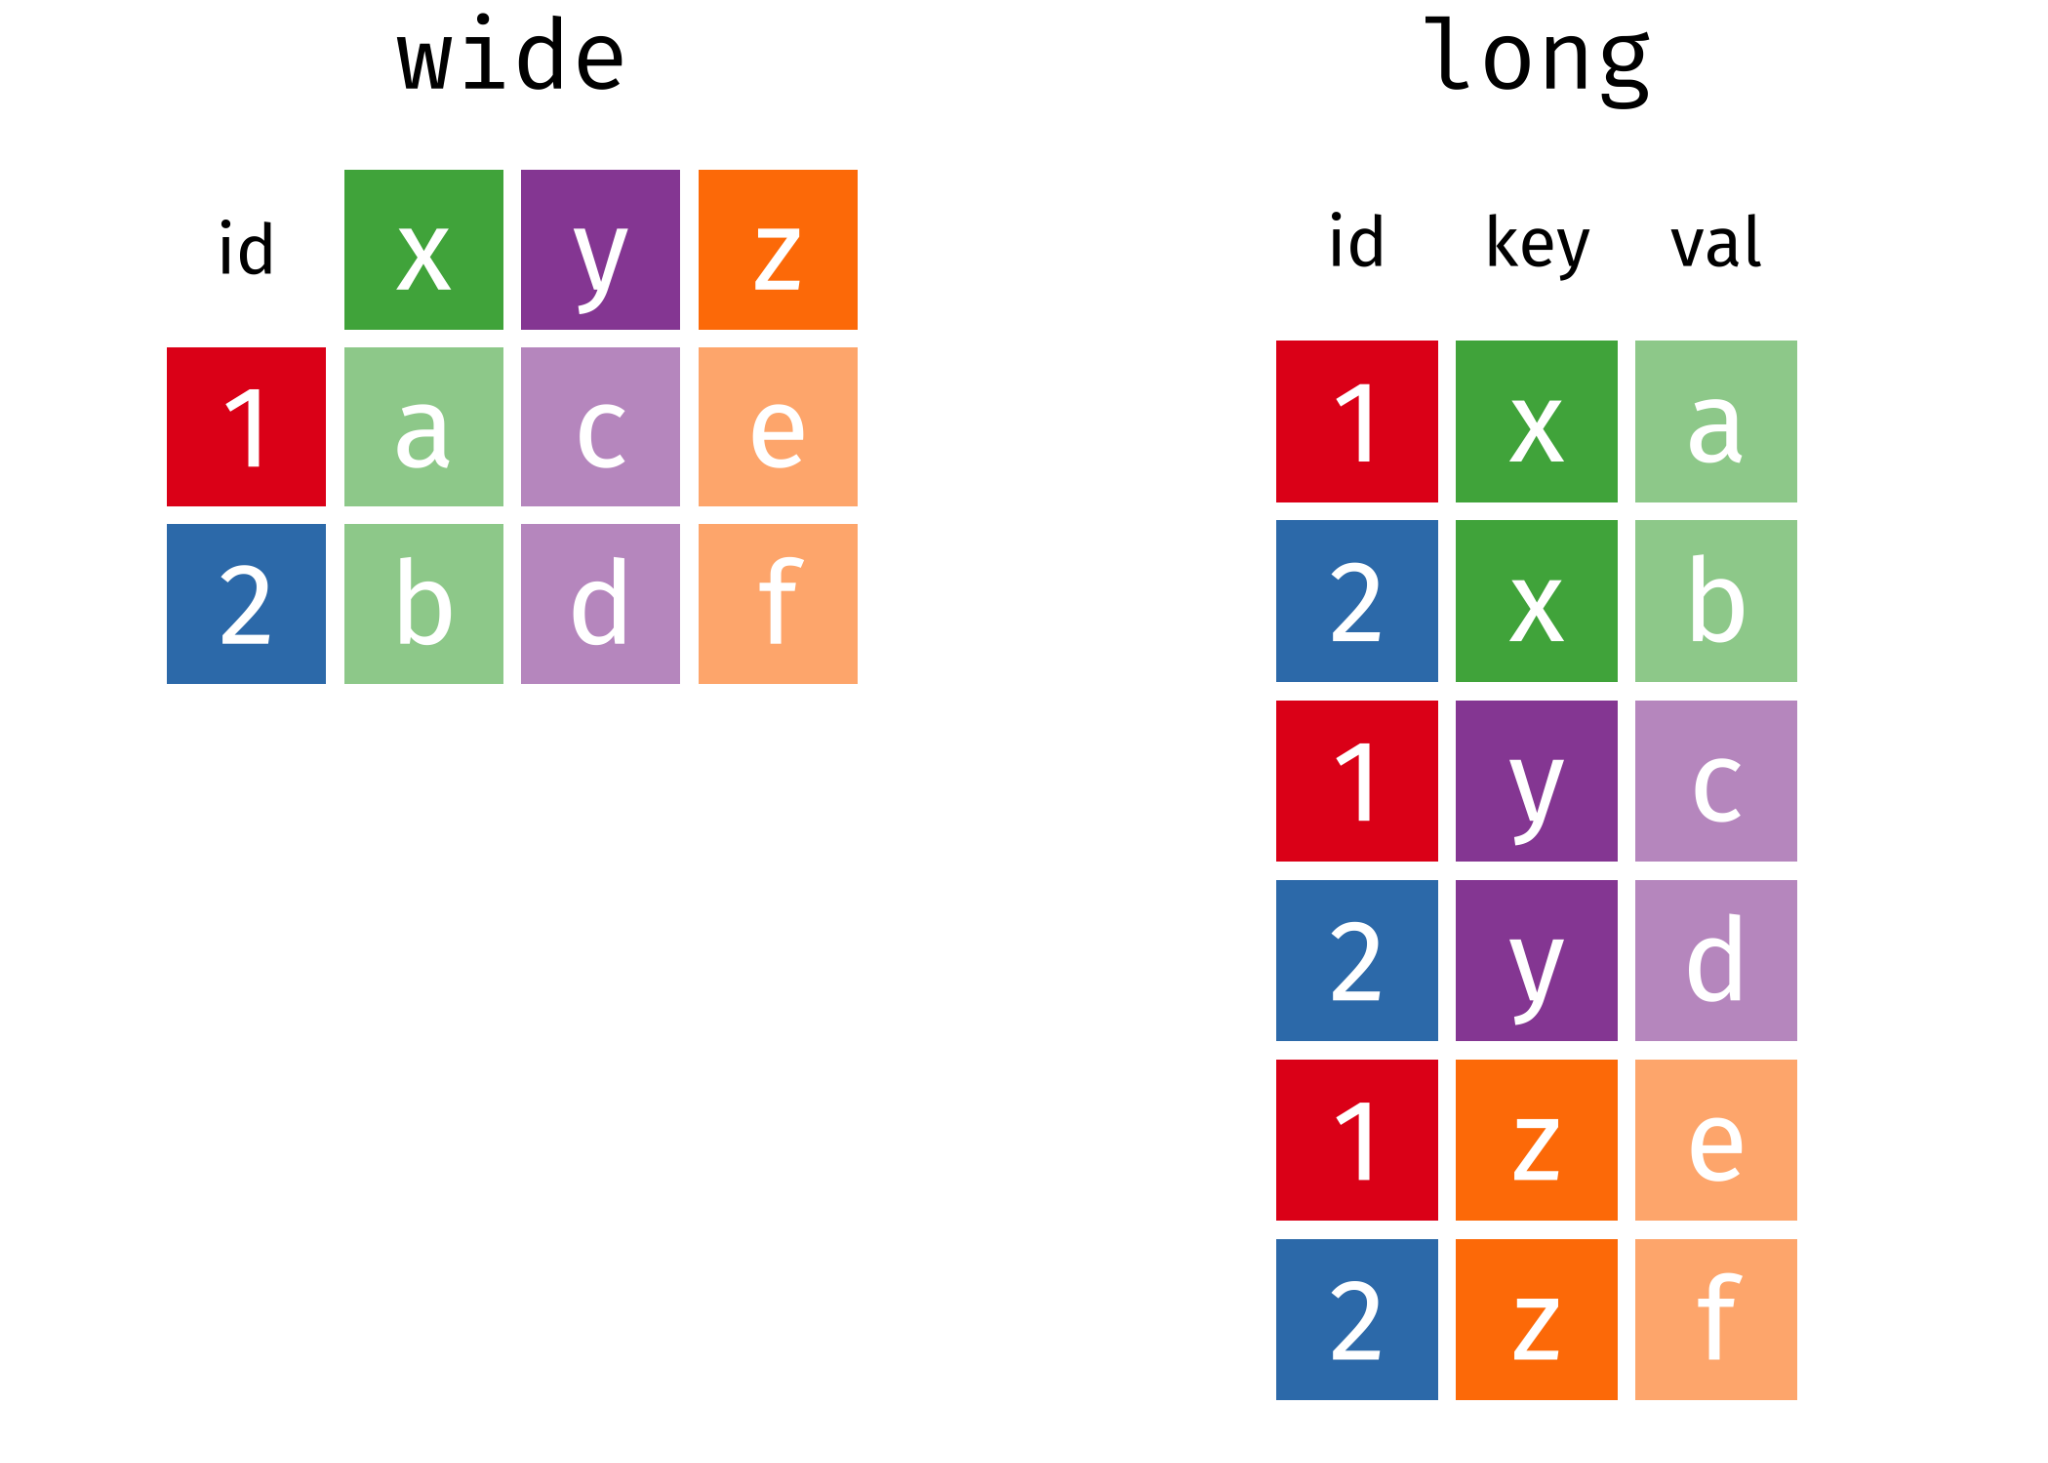 wide
id x y z
1 a c e
2 b d f
long
id key val
1 x a
2 x b
1 y c
2 y d
1 z e
2 z f